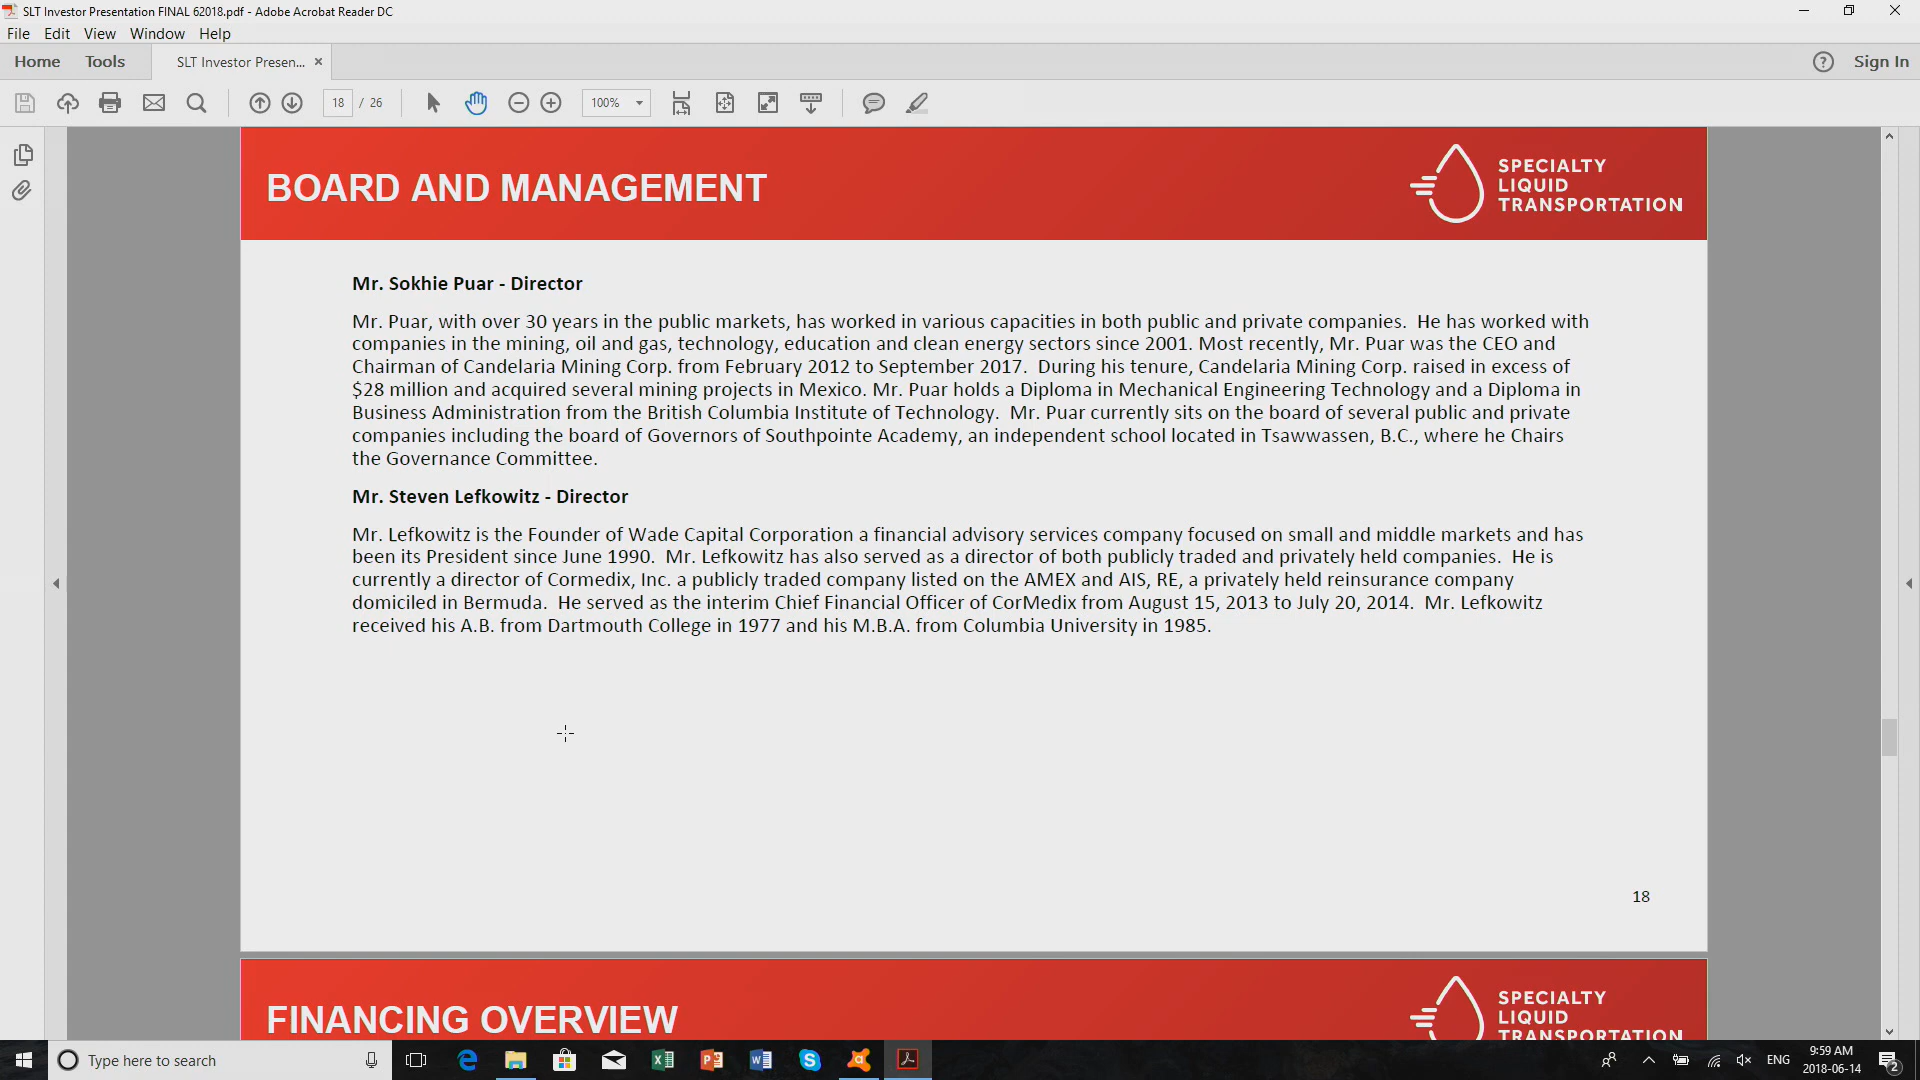 SLT Investor Presentation FINAL 62018.pdf - Adobe Acrobat Reader DC
File Edit View Window Help
Home Tools SLT Investor Presen... × ? Sign In
18 / 26 100%
BOARD AND MANAGEMENT
SPECIALTY
LIQUID
TRANSPORTATION
Mr. Sokhie Puar - Director
Mr. Puar, with over 30 years in the public markets, has worked in various capacities in both public and private companies. He has worked with
companies in the mining, oil and gas, technology, education and clean energy sectors since 2001. Most recently, Mr. Puar was the CEO and
Chairman of Candelaria Mining Corp. from February 2012 to September 2017. During his tenure, Candelaria Mining Corp. raised in excess of
$28 million and acquired several mining projects in Mexico. Mr. Puar holds a Diploma in Mechanical Engineering Technology and a Diploma in
Business Administration from the British Columbia Institute of Technology. Mr. Puar currently sits on the board of several public and private
companies including the board of Governors of Southpointe Academy, an independent school located in Tsawwassen, B.C., where he Chairs
the Governance Committee.
Mr. Steven Lefkowitz - Director
Mr. Lefkowitz is the Founder of Wade Capital Corporation a financial advisory services company focused on small and middle markets and has
been its President since June 1990. Mr. Lefkowitz has also served as a director of both publicly traded and privately held companies. He is
currently a director of Cormedix, Inc. a publicly traded company listed on the AMEX and AIS, RE, a privately held reinsurance company
domiciled in Bermuda. He served as the interim Chief Financial Officer of CorMedix from August 15, 2013 to July 20, 2014. Mr. Lefkowitz
received his A.B. from Dartmouth College in 1977 and his M.B.A. from Columbia University in 1985.
18
FINANCING OVERVIEW
SPECIALTY
LIQUID
TRANSPORTATION
Type here to search
ENG
9:59 AM
2018-06-14
2